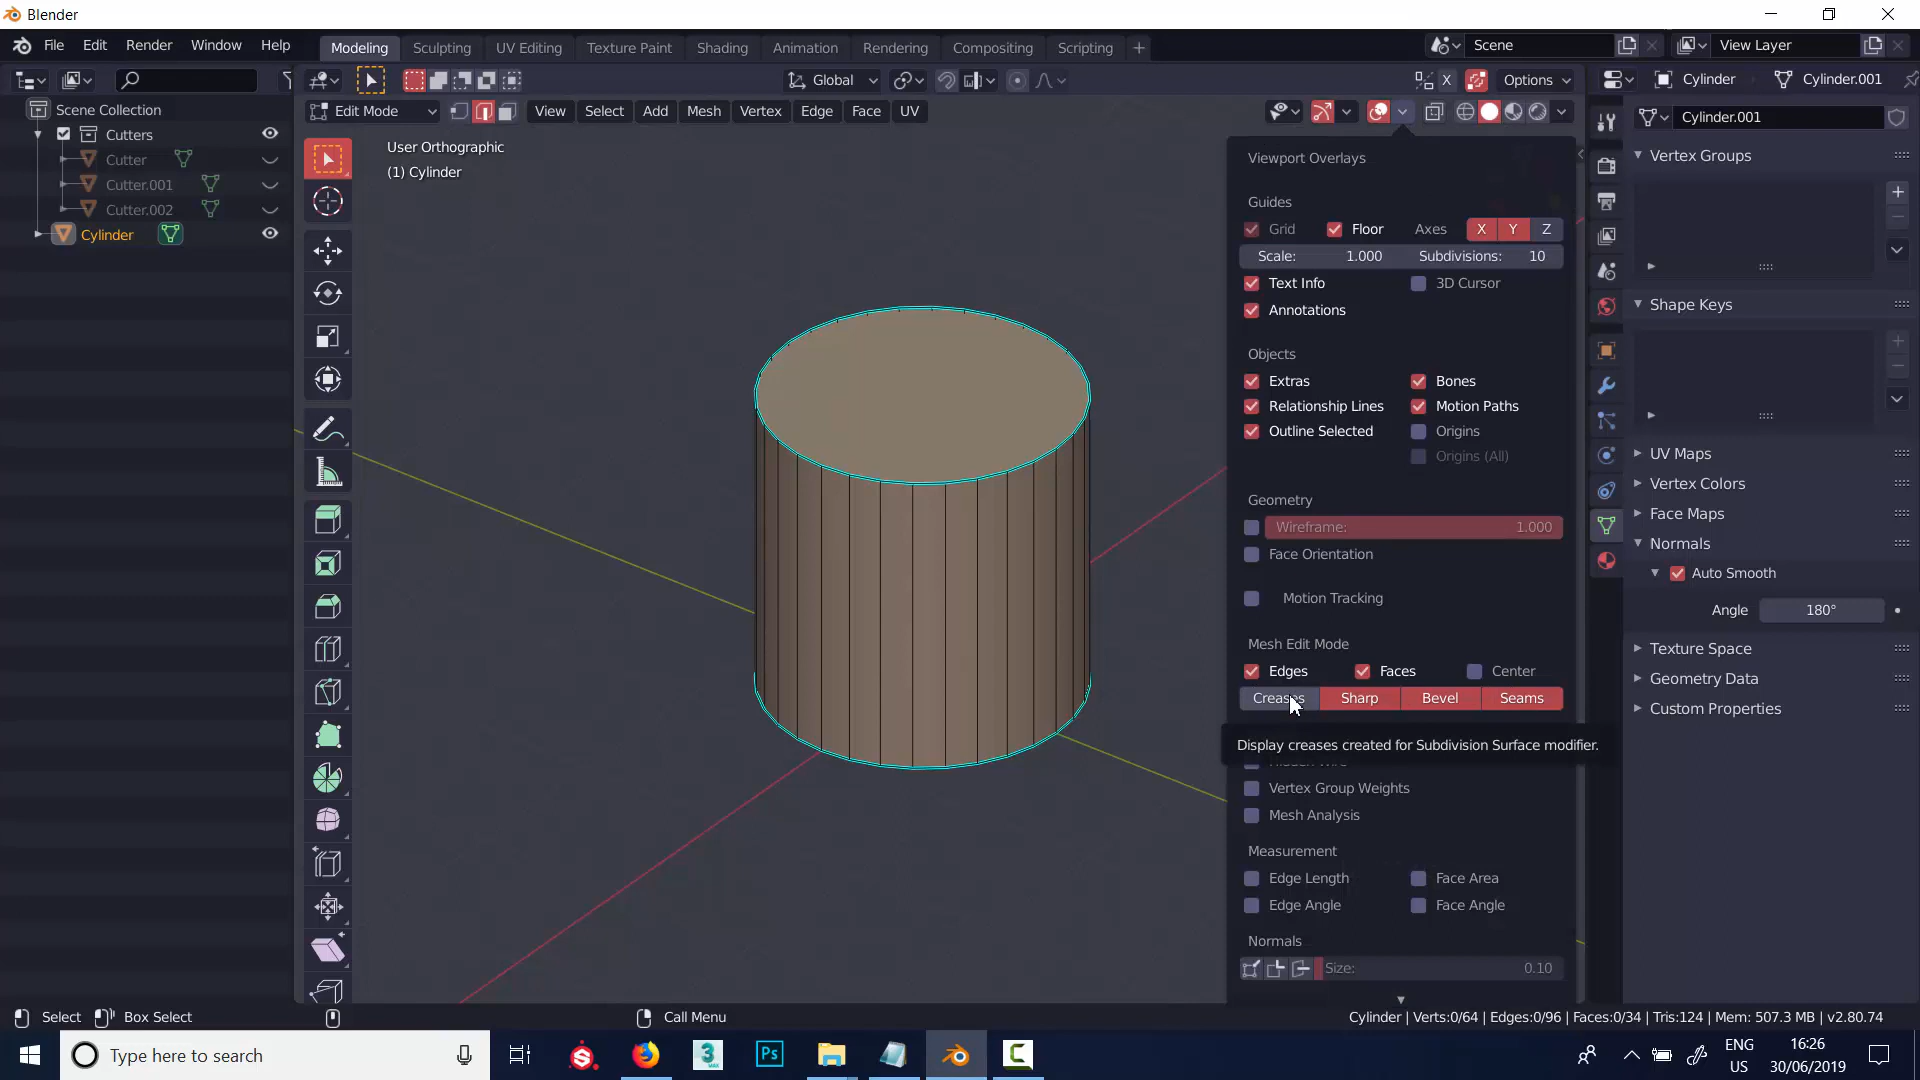 Blender
File Edit Render Window Help
Modeling Sculpting UV Editing Texture Paint Shading Animation Rendering Compositing Scripting +
Scene
View Layer
Global
X
Options
Cylinder
Cylinder.001
Scene Collection
Cutters
Cutter
Cutter.001
Cutter.002
Cylinder
Edit Mode
View Select Add Mesh Vertex Edge Face UV
User Orthographic
(1) Cylinder
Viewport Overlays
Guides
Grid Floor Axes X Y Z
Scale: 1.000 Subdivisions: 10
Text Info 3D Cursor
Annotations
Objects
Extras Bones
Relationship Lines Motion Paths
Outline Selected Origins
Origins (All)
Geometry
Wireframe: 1.000
Face Orientation
Motion Tracking
Mesh Edit Mode
Edges Faces Center
Creases Sharp Bevel Seams
Display creases created for Subdivision Surface modifier.
Vertex Group Weights
Mesh Analysis
Measurement
Edge Length Face Area
Edge Angle Face Angle
Normals
Size: 0.10
Cylinder.001
Vertex Groups
Shape Keys
UV Maps
Vertex Colors
Face Maps
Normals
Auto Smooth
Angle 180°
Texture Space
Geometry Data
Custom Properties
Select Box Select Call Menu
Cylinder | Verts:0/64 | Edges:0/96 | Faces:0/34 | Tris:124 | Mem: 507.3 MB | v2.80.74
Type here to search
S
3
Ps
C
ENG
US
16:26
30/06/2019